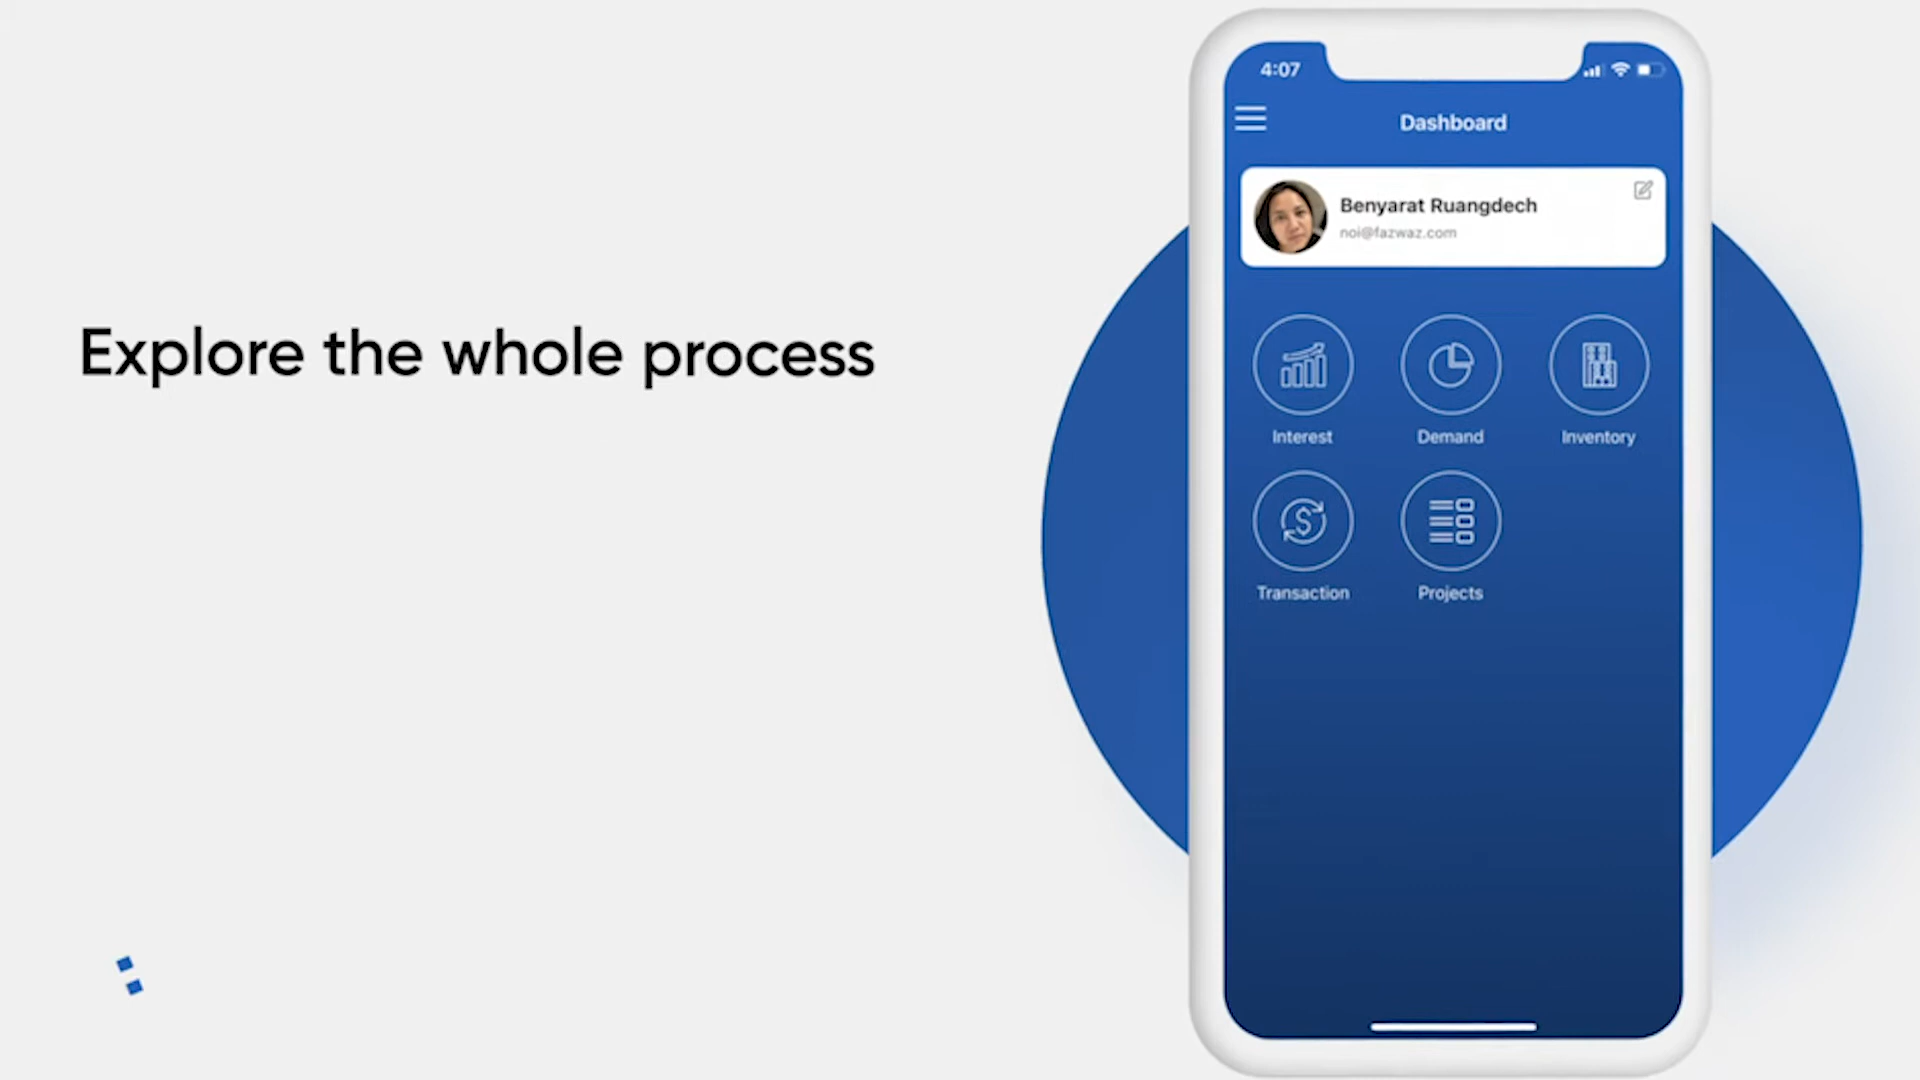 Explore the whole process
4:07
Dashboard
Benyarat Ruangdech
noi@fazwaz.com
Interest
Demand
Inventory
Transaction
Projects